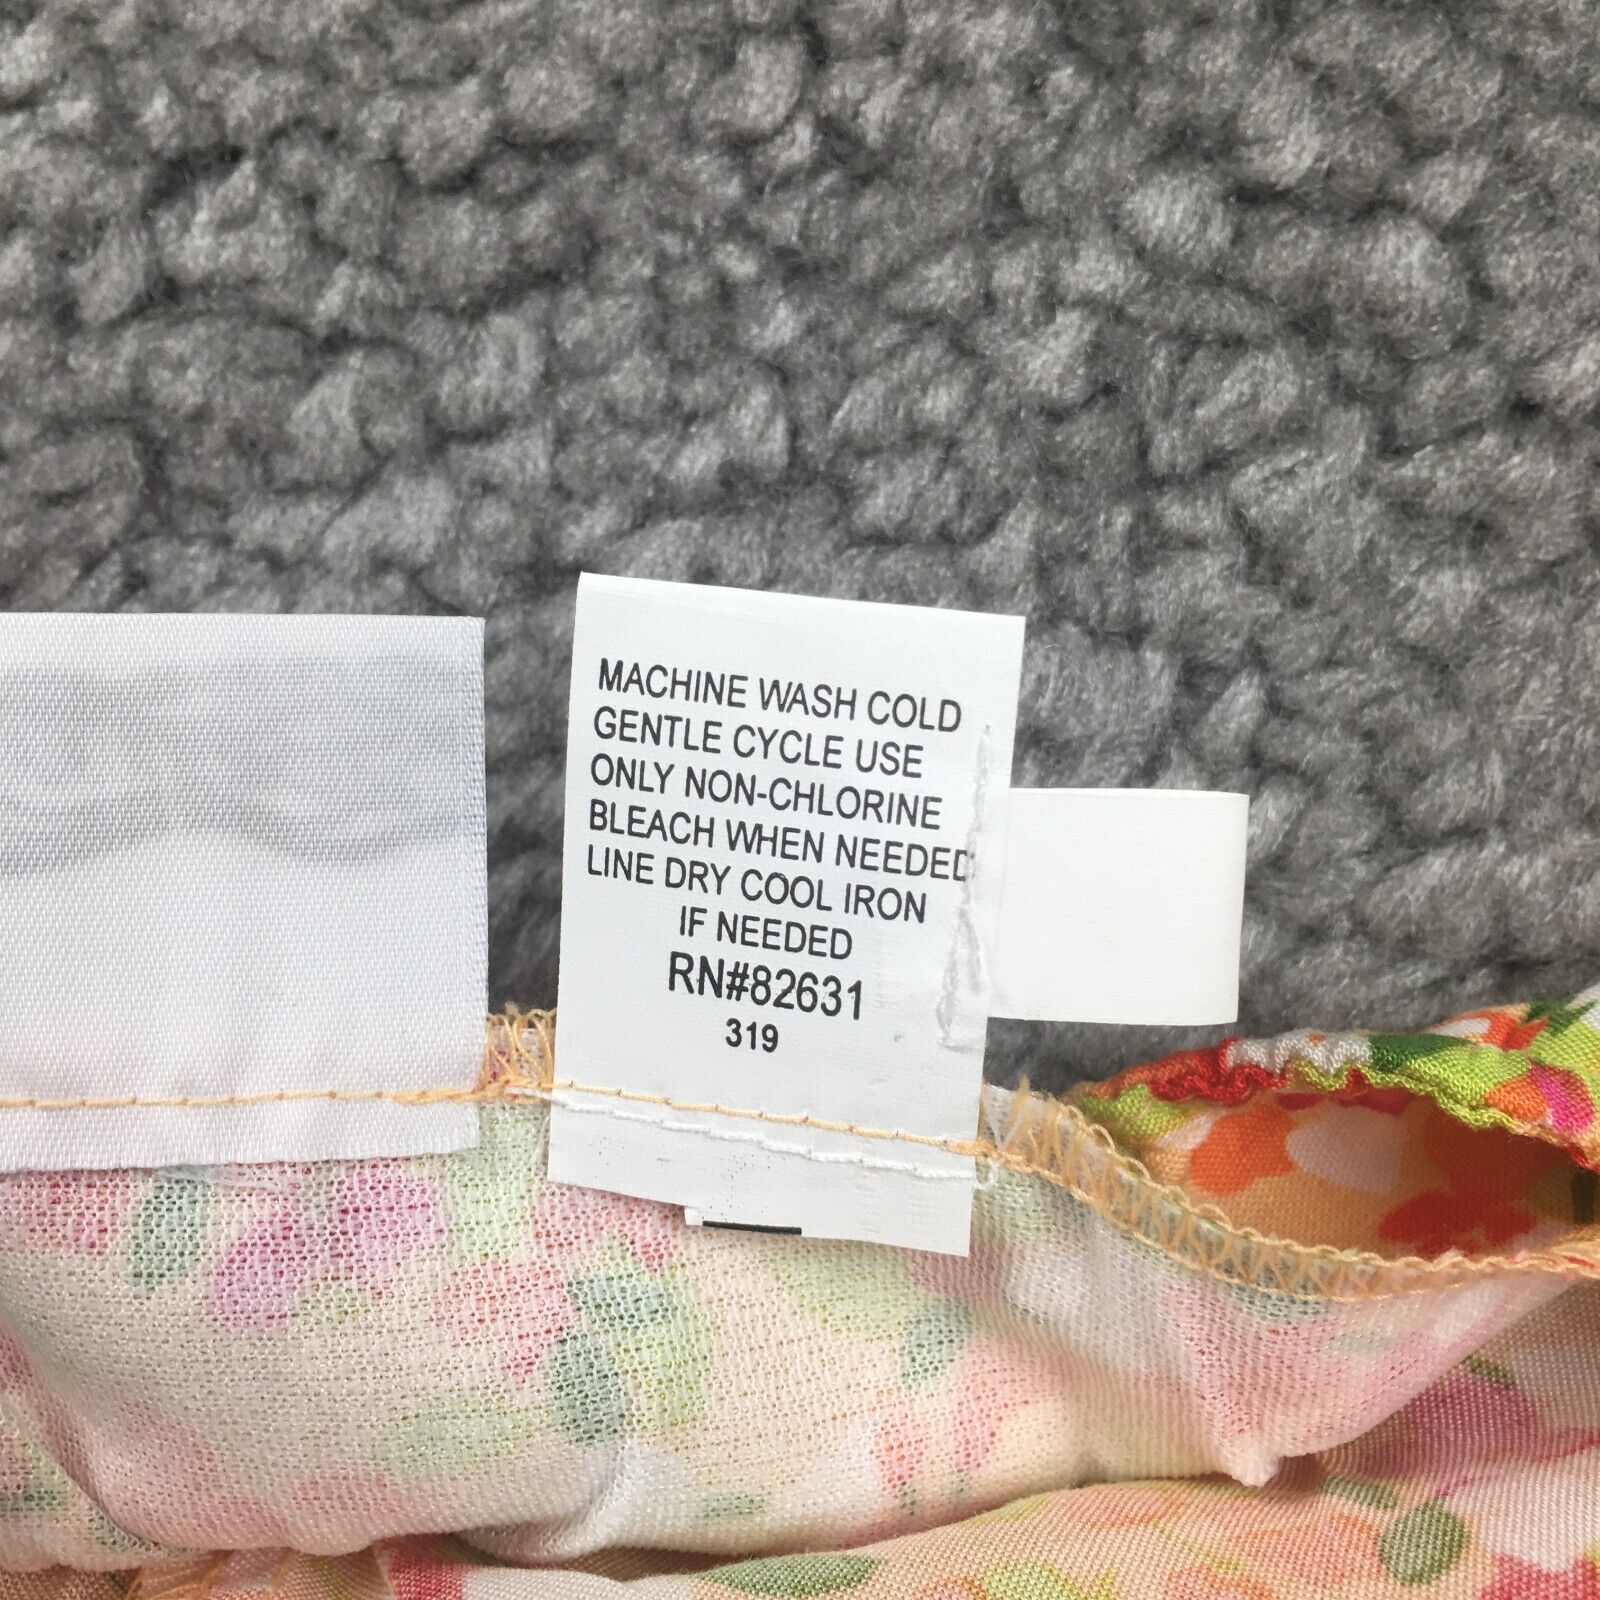 MACHINE WASH COLD
GENTLE CYCLE USE
ONLY NON-CHLORINE
BLEACH WHEN NEEDED
LINE DRY COOL IRON
IF NEEDED
RN#82631
319